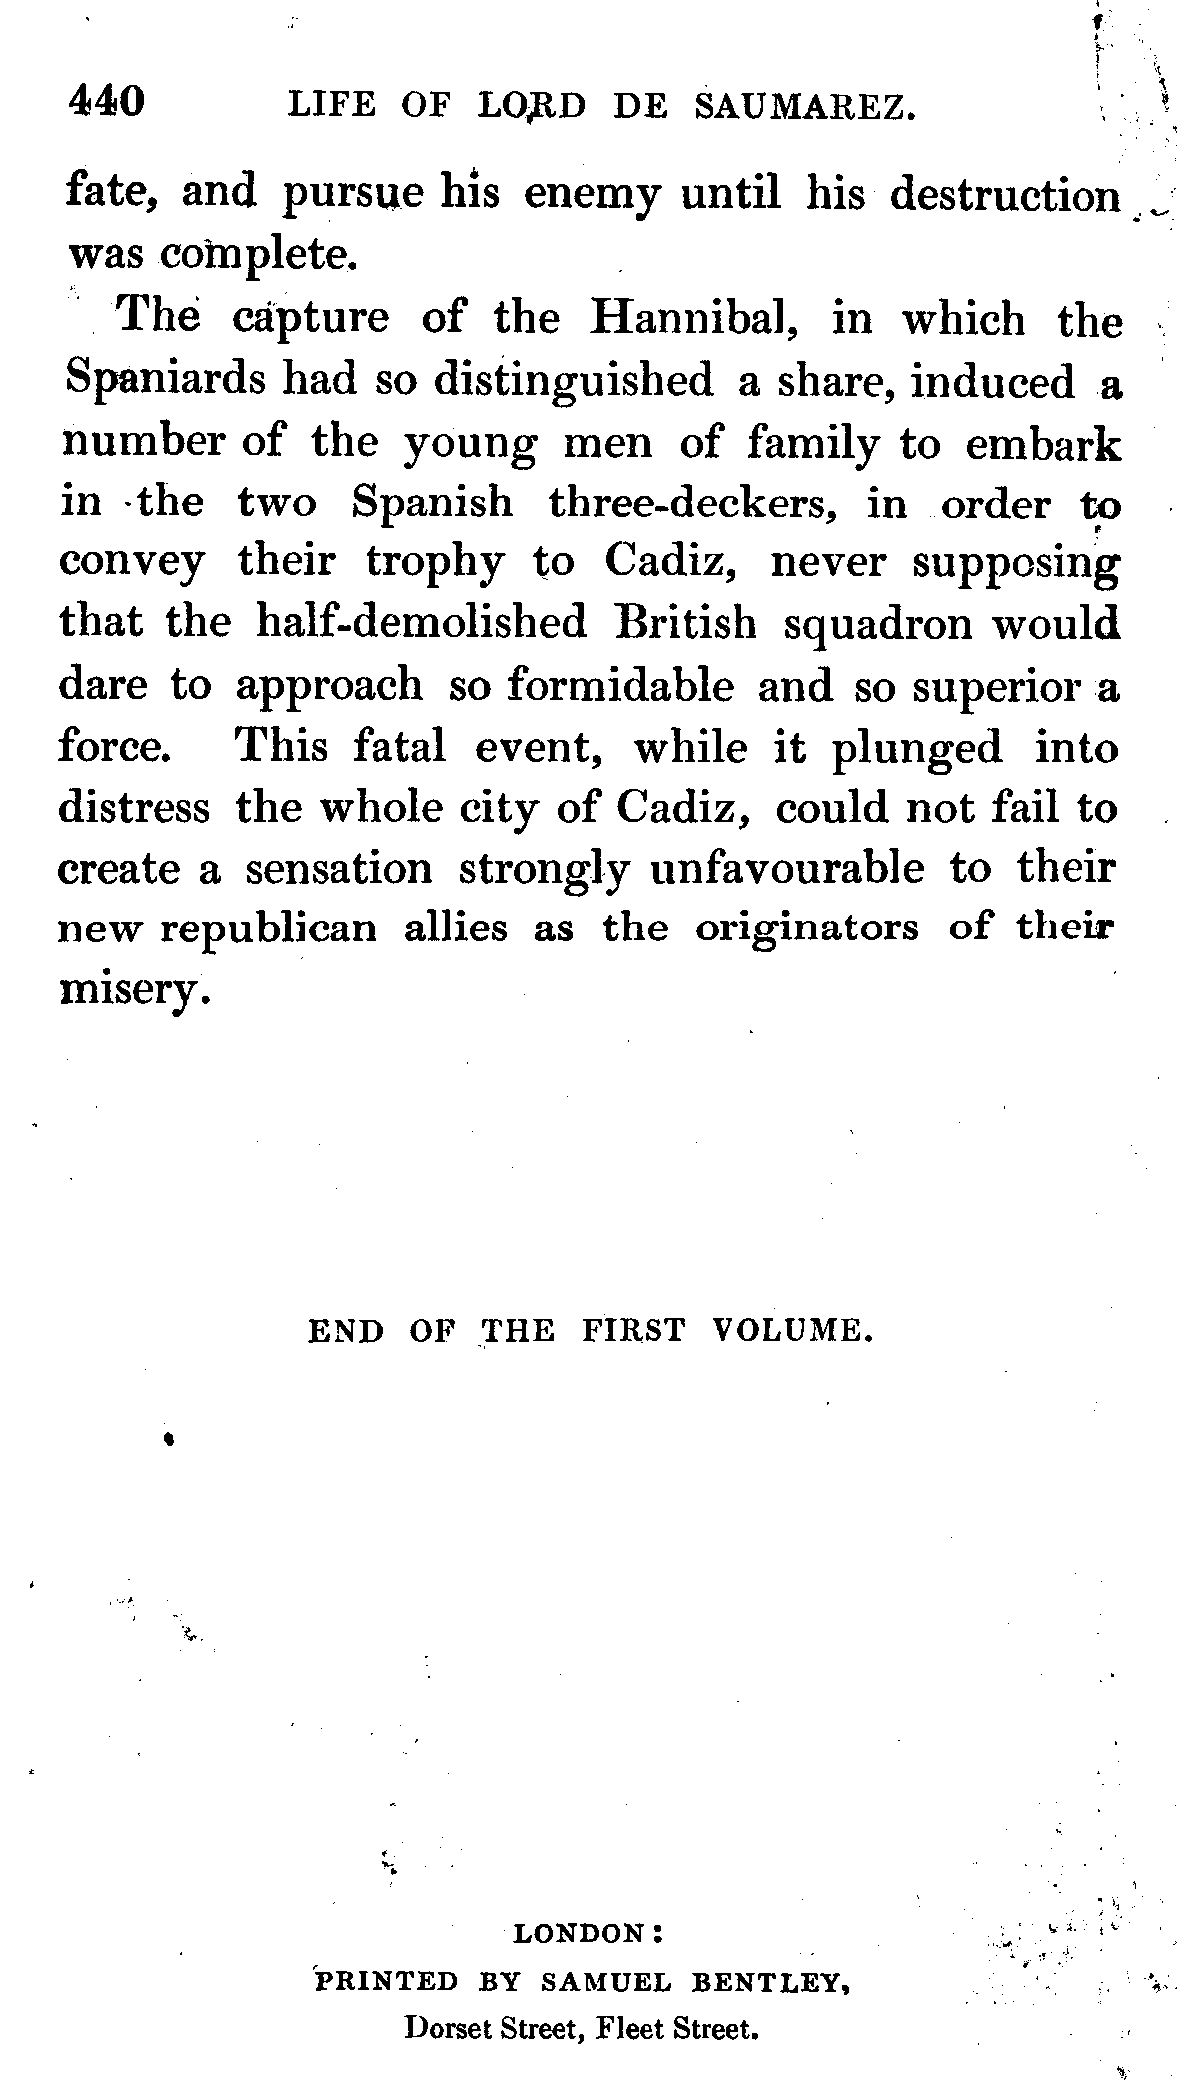 440 LIFE OF LORD DE SAUMAREZ.
fate, and pursue his enemy until his destruction
was complete.
The capture of the Hannibal, in which the
Spaniards had so distinguished a share, induced a
number of the young men of family to embark
in the two Spanish three-deckers, in order to
convey their trophy to Cadiz, never supposing
that the half-demolished British squadron would
dare to approach so formidable and so superior a
force. This fatal event, while it plunged into
distress the whole city of Cadiz, could not fail to
create a sensation strongly unfavourable to their
new republican allies as the originators of their
misery.
END OF THE FIRST VOLUME.
LONDON:
PRINTED BY SAMUEL BENTLEY,
Dorset Street, Fleet Street.